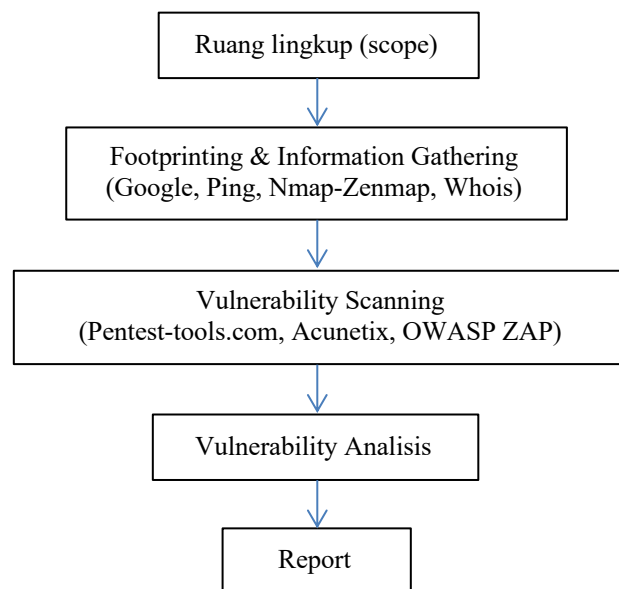 Ruang lingkup (scope)
Footprinting & Information Gathering
(Google, Ping, Nmap-Zenmap, Whois)
Vulnerability Scanning
(Pentest-tools.com, Acunetix, OWASP ZAP)
Vulnerability Analisis
Report